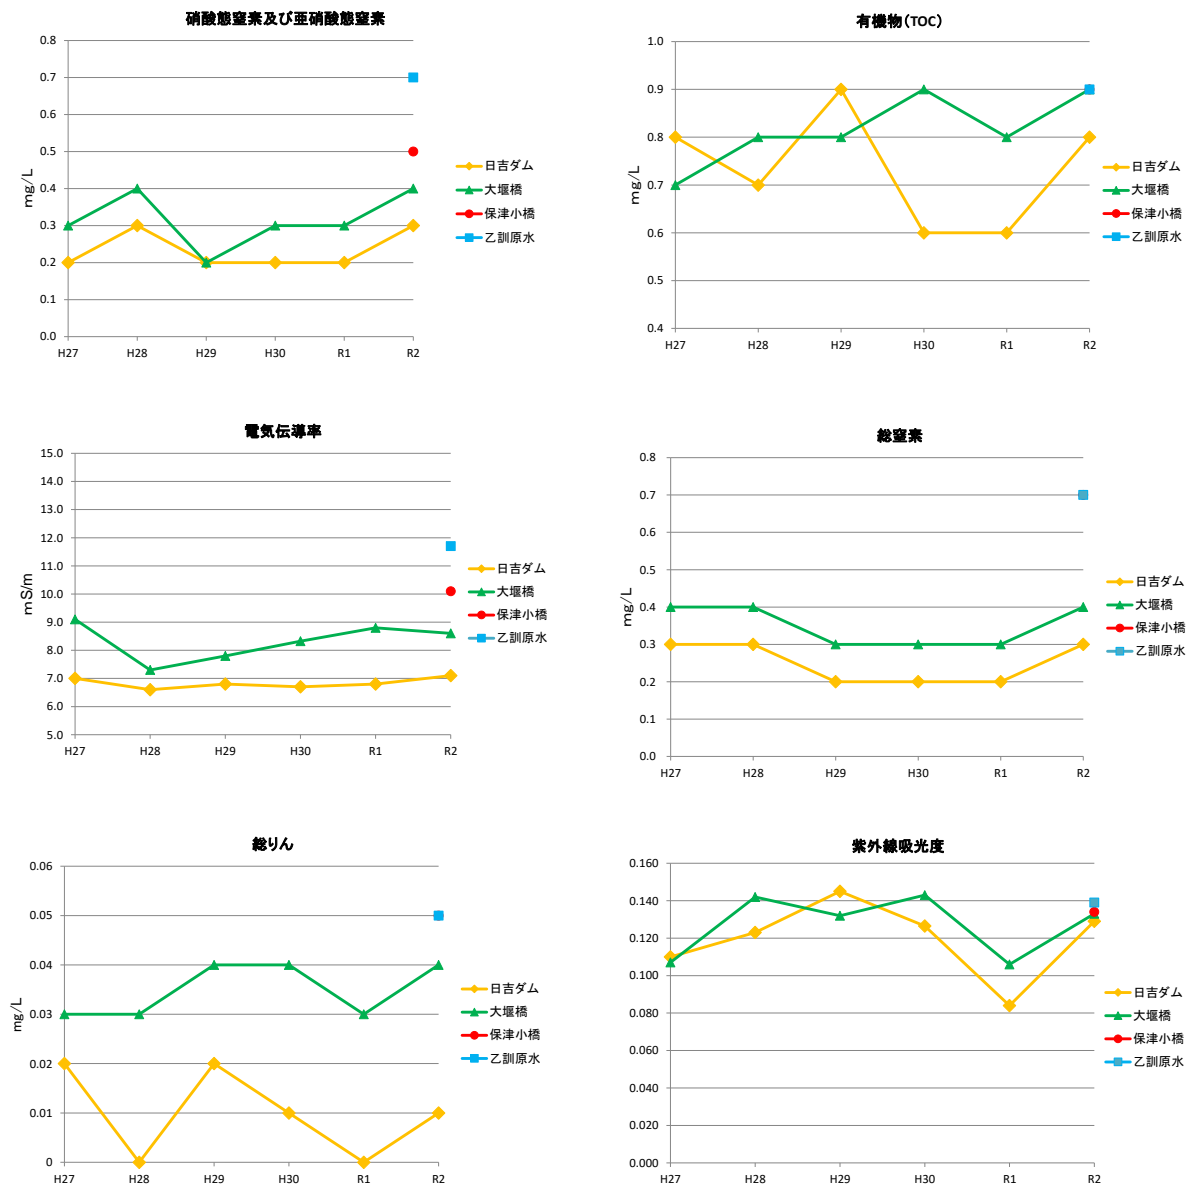 硝酸態窒素及び亜硝酸態窒素
0.8
0.7
0.6
0.5
0.4
0.3
0.2
0.1
0.0
mg/L
H27 H28 H29 H30 R1 R2
日吉ダム
大堰橋
保津小橋
乙訓原水
有機物(TOC)
1.0
0.9
0.8
0.7
0.6
0.5
0.4
mg/L
H27 H28 H29 H30 R1 R2
日吉ダム
大堰橋
保津小橋
乙訓原水
電気伝導率
15.0
14.0
13.0
12.0
11.0
10.0
9.0
8.0
7.0
6.0
5.0
mS/m
H27 H28 H29 H30 R1 R2
日吉ダム
大堰橋
保津小橋
乙訓原水
総窒素
0.8
0.7
0.6
0.5
0.4
0.3
0.2
0.1
0.0
mg/L
H27 H28 H29 H30 R1 R2
日吉ダム
大堰橋
保津小橋
乙訓原水
総りん
0.06
0.05
0.04
0.03
0.02
0.01
0
mg/L
H27 H28 H29 H30 R1 R2
日吉ダム
大堰橋
保津小橋
乙訓原水
紫外線吸光度
0.160
0.140
0.120
0.100
0.080
0.060
0.040
0.020
0.000
H27 H28 H29 H30 R1 R2
日吉ダム
大堰橋
保津小橋
乙訓原水